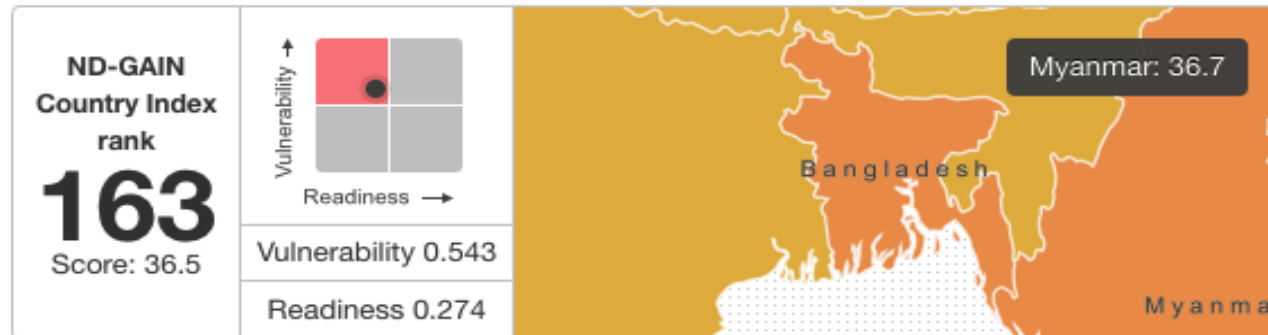 ND-GAIN
Country Index
rank
163
Score: 36.5
Vulnerability
Readiness
Vulnerability 0.543
Readiness 0.274
Myanmar: 36.7
Bangladesh
Myanma